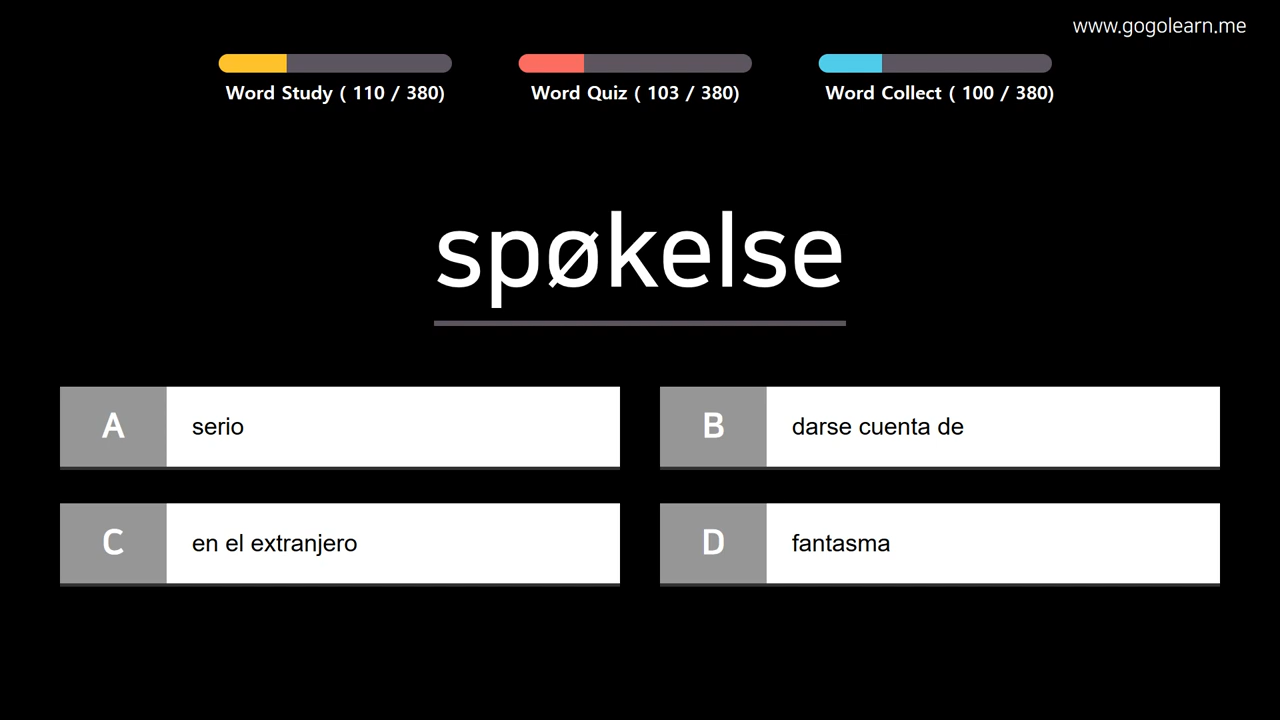 www.gogolearn.me
Word Study ( 110 / 380)
Word Quiz ( 103 / 380)
Word Collect ( 100 / 380)
spøkelse
A serio
B darse cuenta de
C en el extranjero
D fantasma